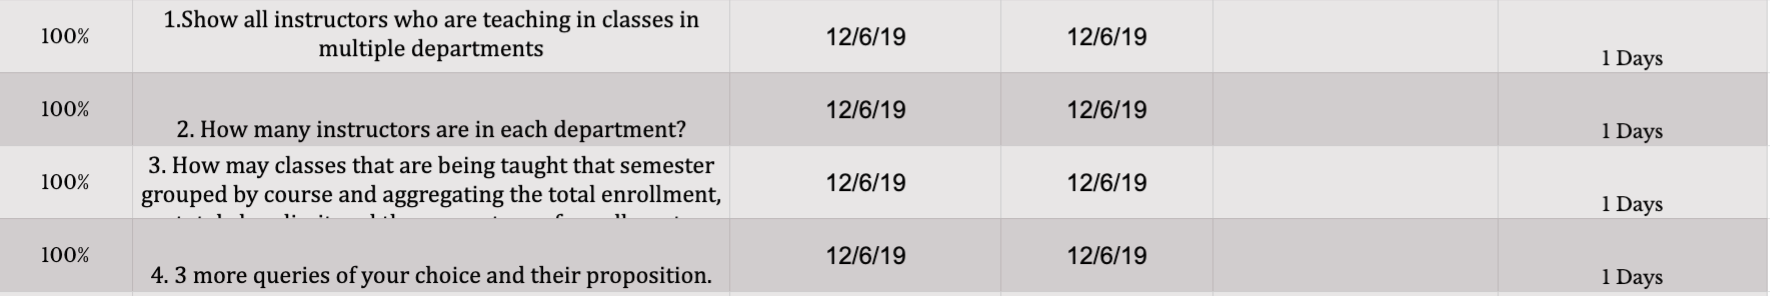 100% 1.Show all instructors who are teaching in classes in
multiple departments 12/6/19 12/6/19 1 Days
100% 2. How many instructors are in each department? 12/6/19 12/6/19 1 Days
100% 3. How may classes that are being taught that semester
grouped by course and aggregating the total enrollment, 12/6/19 12/6/19 1 Days
100% 4. 3 more queries of your choice and their proposition. 12/6/19 12/6/19 1 Days